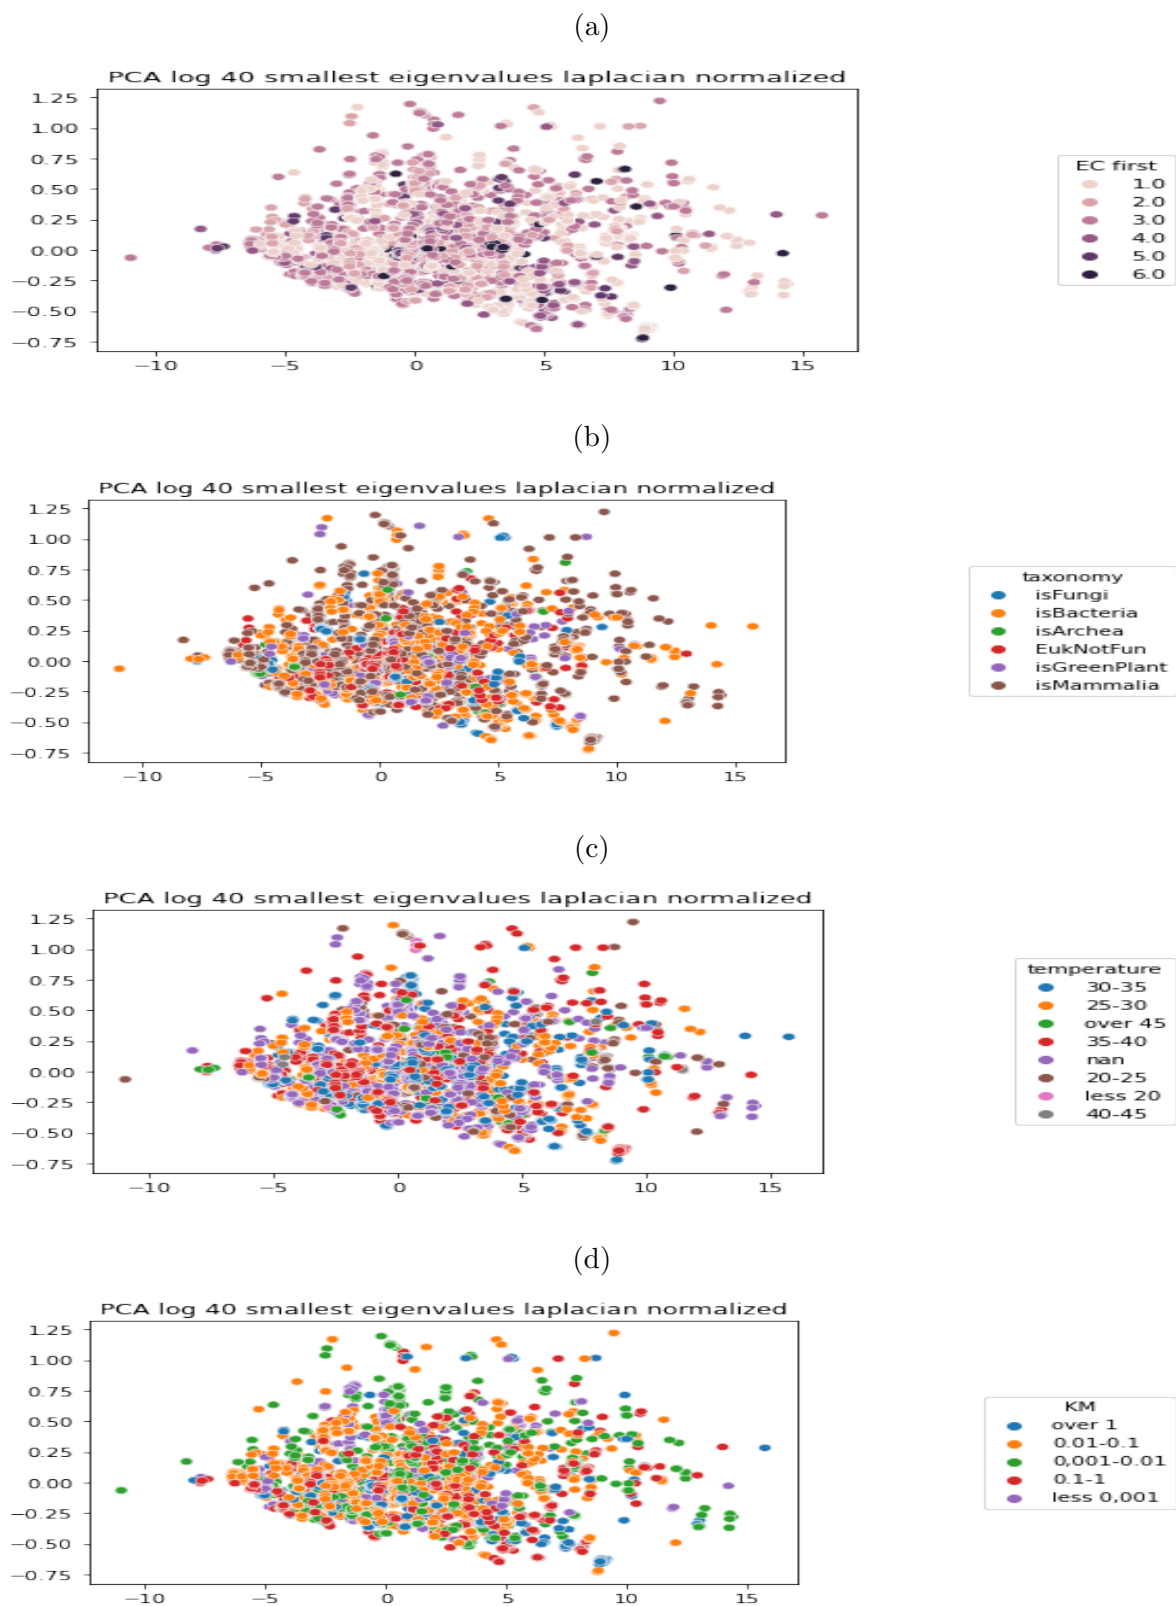 (a)
PCA log 40 smallest eigenvalues laplacian normalized
1.25
1.00
0.75
0.50
0.25
0.00
−0.25
−0.50
−0.75
−10 −5 0 5 10 15
EC first
1.0
2.0
3.0
4.0
5.0
6.0
(b)
PCA log 40 smallest eigenvalues laplacian normalized
1.25
1.00
0.75
0.50
0.25
0.00
−0.25
−0.50
−0.75
−10 −5 0 5 10 15
taxonomy
isFungi
isBacteria
isArchea
EukNotFun
isGreenPlant
isMammalia
(c)
PCA log 40 smallest eigenvalues laplacian normalized
1.25
1.00
0.75
0.50
0.25
0.00
−0.25
−0.50
−0.75
−10 −5 0 5 10 15
temperature
30-35
25-30
over 45
35-40
nan
20-25
less 20
40-45
(d)
PCA log 40 smallest eigenvalues laplacian normalized
1.25
1.00
0.75
0.50
0.25
0.00
−0.25
−0.50
−0.75
−10 −5 0 5 10 15
KM
over 1
0.01-0.1
0,001-0.01
0.1-1
less 0,001